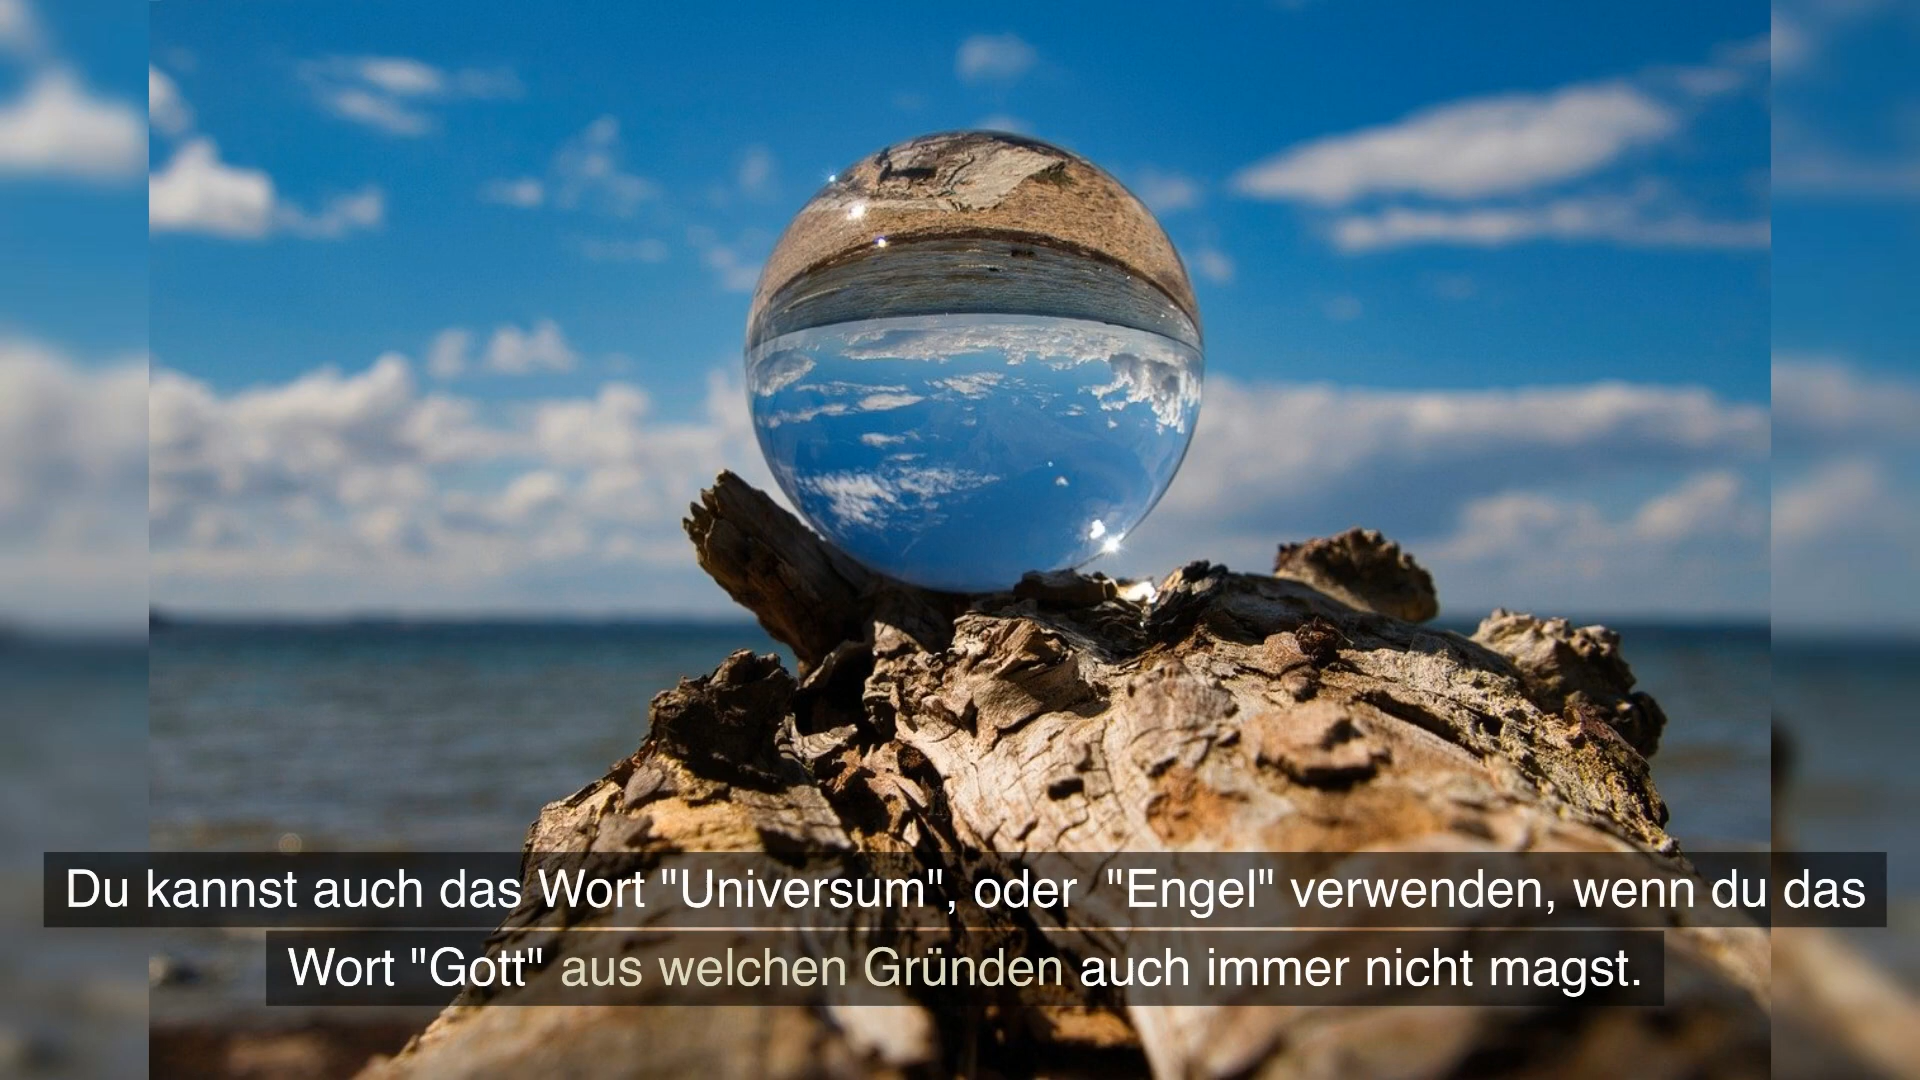 Du kannst auch das Wort "Universum", oder "Engel" verwenden, wenn du das
Wort "Gott" aus welchen Gründen auch immer nicht magst.